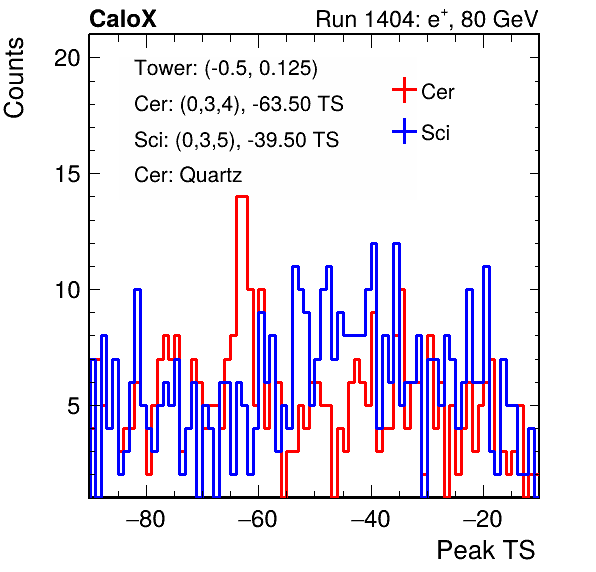 CaloX
Run 1404: e+, 80 GeV
Counts
Tower: (-0.5, 0.125)
Cer: (0,3,4), -63.50 TS
Sci: (0,3,5), -39.50 TS
Cer: Quartz
Cer
Sci
20
15
10
5
−80 −60 −40 −20
Peak TS